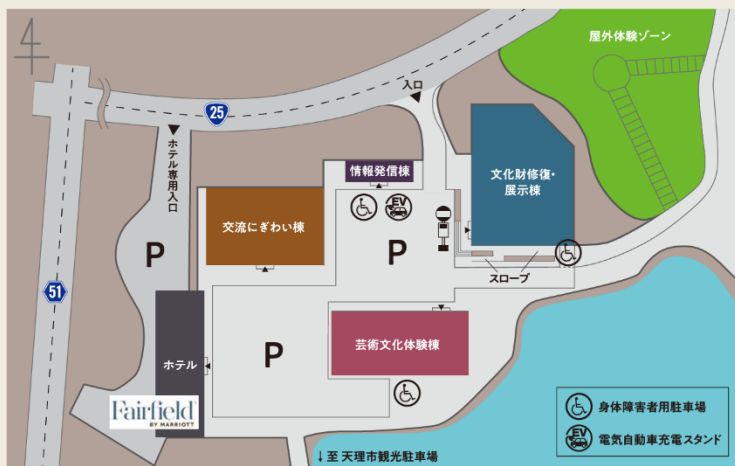 屋外体験ゾーン
入口
25
ホテル専用入口
情報発信棟
文化財修復・
展示棟
EV
交流にぎわい棟
P
P
51
スロープ
P
芸術文化体験棟
ホテル
Fairfield
BY MARRIOTT
身体障害者用駐車場
EV
電気自動車充電スタンド
↓至 天理市観光駐車場